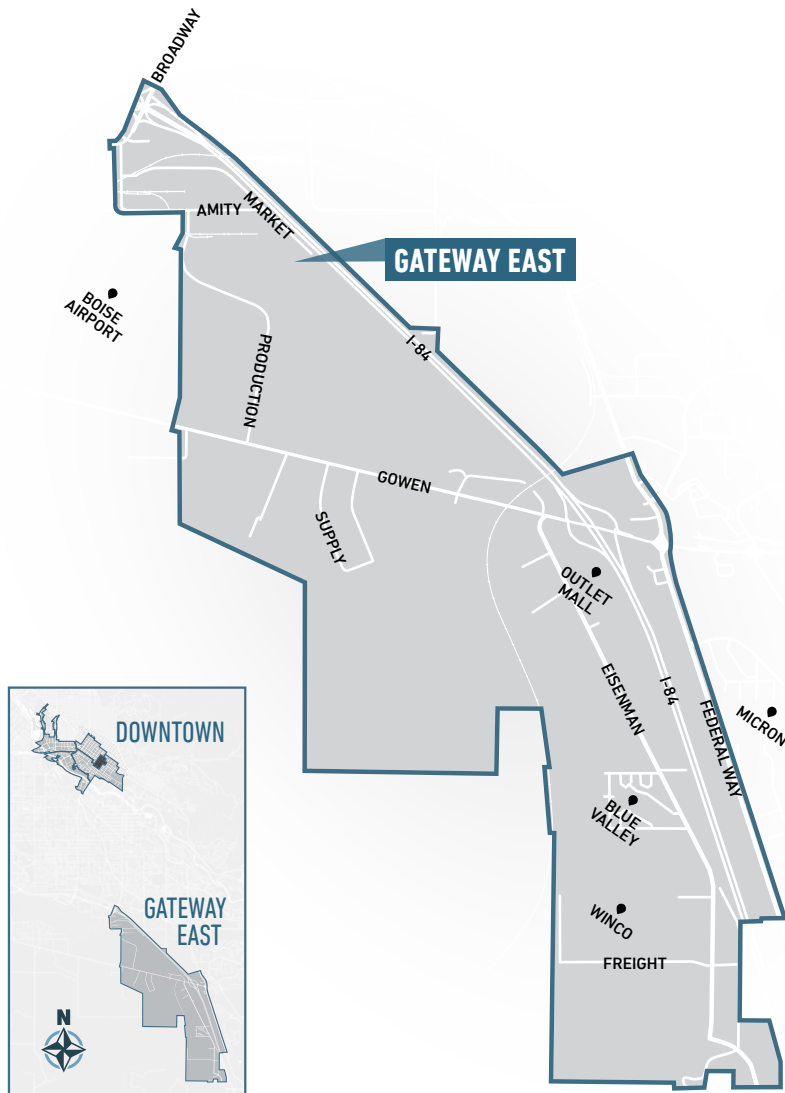 BROADWAY
AMITY
MARKET
GATEWAY EAST
BOISE
AIRPORT
I-84
PRODUCTION
GOWEN
SUPPLY
OUTLET
MALL
EISENMAN
I-84
FEDERAL WAY
MICRON
BLUE
VALLEY
WINCO
FREIGHT
DOWNTOWN
GATEWAY
EAST
N